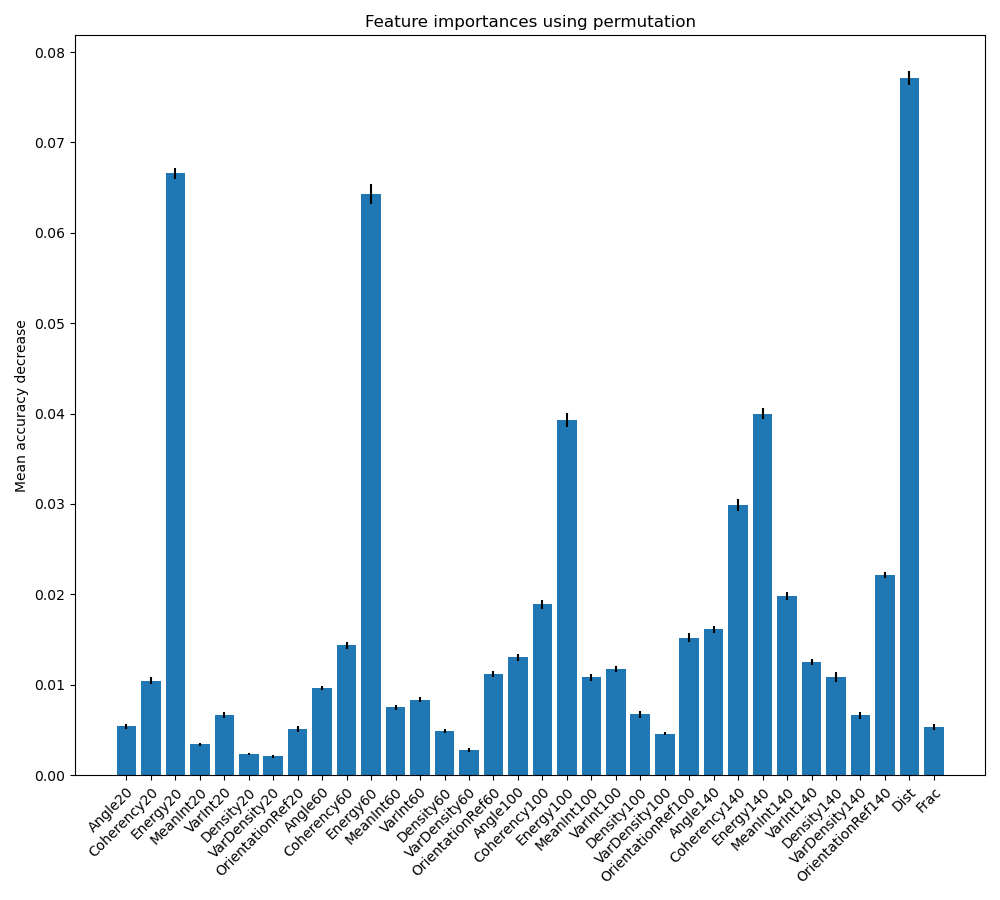 Feature importances using permutation
Mean accuracy decrease
0.08
0.07
0.06
0.05
0.04
0.03
0.02
0.01
0.00
Angle20
Coherency20
Energy20
MeanInt20
VarInt20
Density20
VarDensity20
OrientationRef20
Angle60
Coherency60
Energy60
MeanInt60
VarInt60
Density60
VarDensity60
OrientationRef60
Angle100
Coherency100
Energy100
MeanInt100
VarInt100
Density100
VarDensity100
OrientationRef100
Angle140
Coherency140
Energy140
MeanInt140
VarInt140
Density140
VarDensity140
OrientationRef140
Dist
Frac